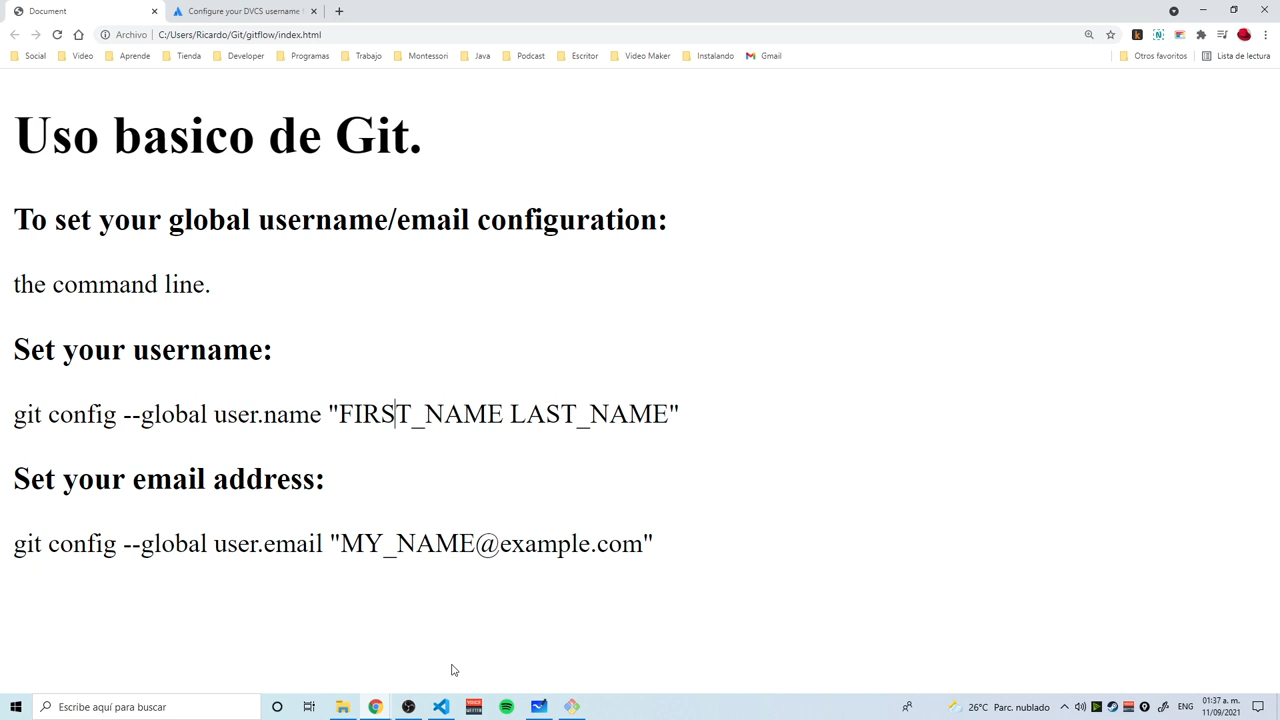 Document
Configure your DVCS username
Archivo
C:/Users/Ricardo/Git/gitflow/index.html
Social
Video
Aprende
Tienda
Developer
Programas
Trabajo
Montessori
Java
Podcast
Escritor
Video Maker
Instalando
Gmail
Otros favoritos
Lista de lectura
Uso basico de Git.
To set your global username/email configuration:
the command line.
Set your username:
git config --global user.name "FIRST_NAME LAST_NAME"
Set your email address:
git config --global user.email "MY_NAME@example.com"
Escribe aquí para buscar
26°C Parc. nublado
ENG
01:37 a. m.
11/09/2021